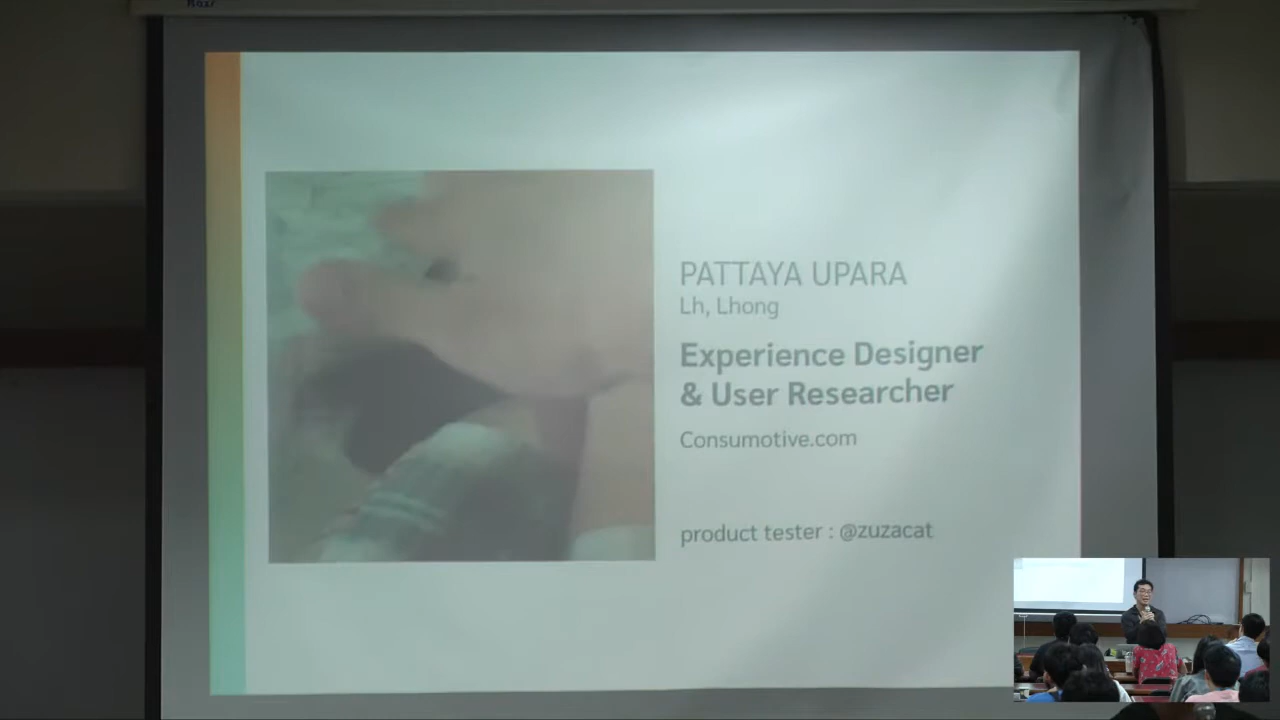 PATTAYA UPARA
Lh, Lhong
Experience Designer
& User Researcher
Consumotive.com
product tester : @zuzacat